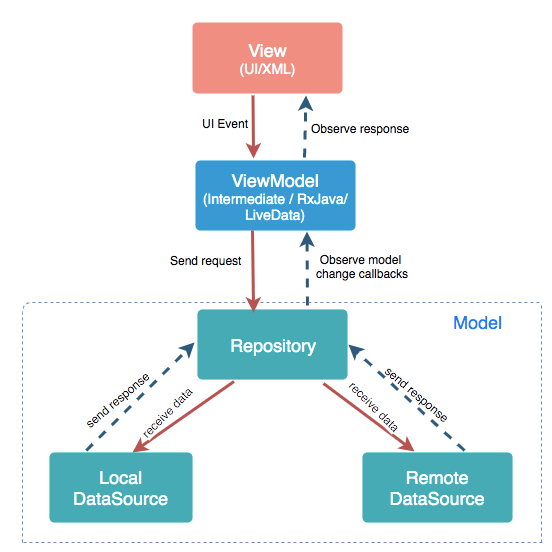 View
(UI/XML)
UI Event
Observe response
ViewModel
(Intermediate / RxJava/
LiveData)
Send request
Observe model
change callbacks
Model
Repository
send response
receive data
receive data
send response
Local
DataSource
Remote
DataSource